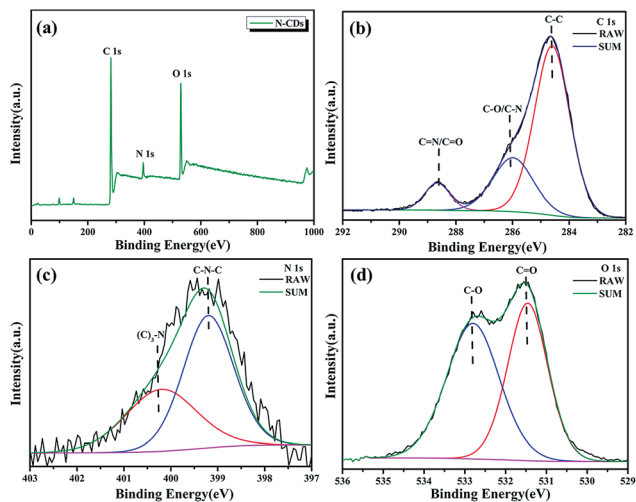 (a)
N-CDs
C 1s
O 1s
N 1s
Intensity(a.u.)
0 200 400 600 800 1000
Binding Energy(eV)
(b)
C 1s
RAW
SUM
C-C
C-O/C-N
C=N/C=O
Intensity(a.u.)
292 290 288 286 284 282
Binding Energy(eV)
(c)
N 1s
RAW
SUM
C-N-C
(C)₃-N
Intensity(a.u.)
403 402 401 400 399 398 397
Binding Energy(eV)
(d)
O 1s
RAW
SUM
C=O
C-O
Intensity(a.u.)
536 535 534 533 532 531 530 529
Binding Energy(eV)